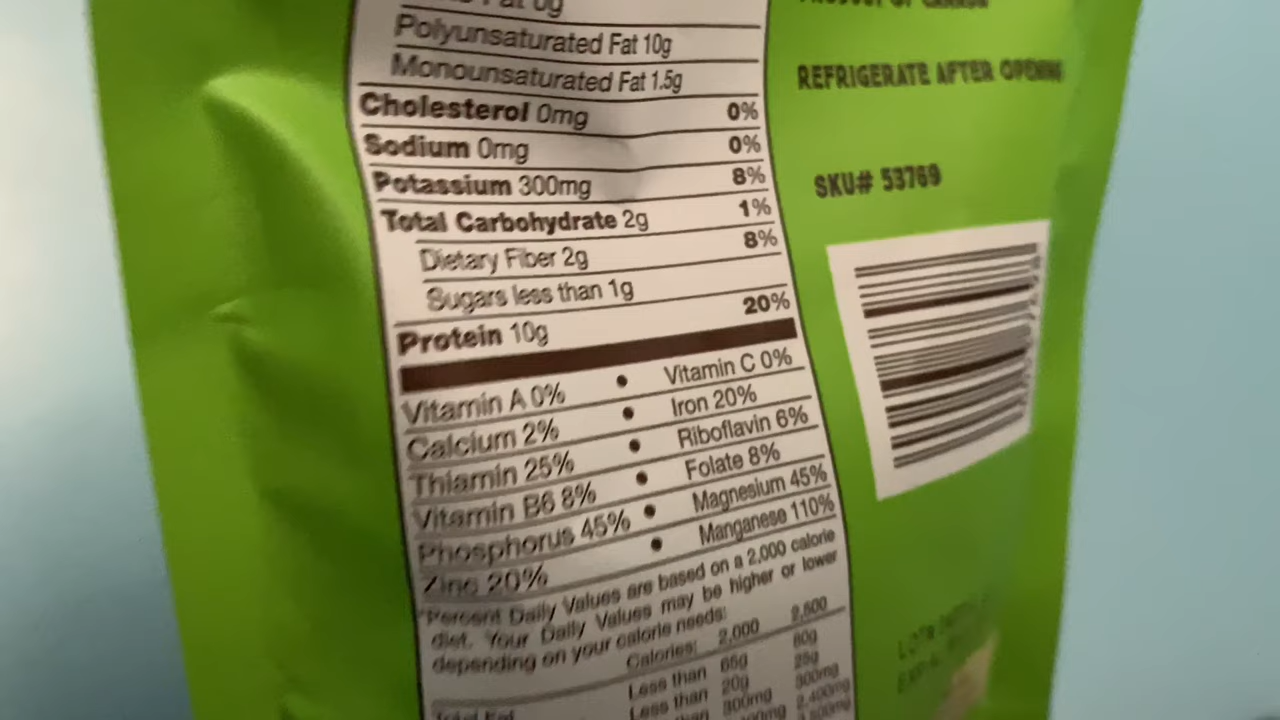 Fat 0g
Polyunsaturated Fat 10g
Monounsaturated Fat 1.5g
Cholesterol 0mg 0%
Sodium 0mg 0%
Potassium 300mg 8%
Total Carbohydrate 2g 1%
Dietary Fiber 2g 8%
Sugars less than 1g
Protein 10g 20%
Vitamin A 0% • Vitamin C 0%
Calcium 2% • Iron 20%
Thiamin 25% • Riboflavin 6%
Vitamin B6 8% • Folate 8%
Phosphorus 45% • Magnesium 45%
Zinc 20% • Manganese 110%
*Percent Daily Values are based on a 2,000 calorie
diet. Your Daily Values may be higher or lower
depending on your calorie needs:
Calories: 2,000 2,500
Total Fat Less than 65g 80g
Less than 20g 25g
than 300mg 300mg
2,400mg
PRODUCT OF CANADA
REFRIGERATE AFTER OPENING
SKU# 53769